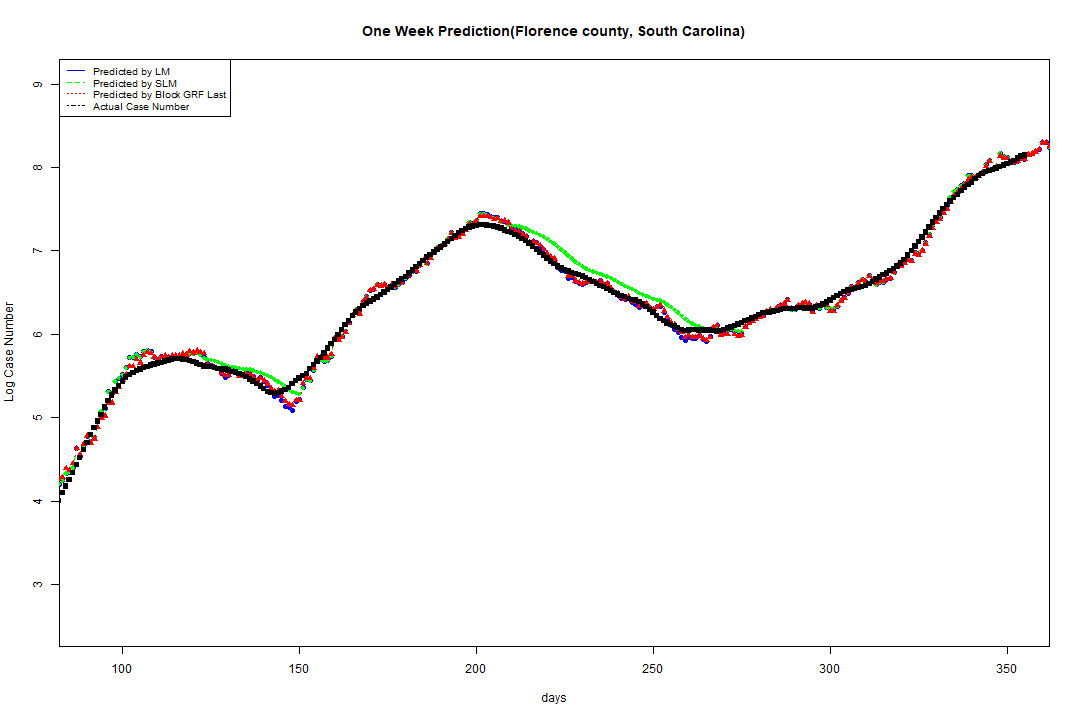 One Week Prediction(Florence county, South Carolina)
Predicted by LM
Predicted by SLM
Predicted by Block GRF Last
Actual Case Number
9
8
7
6
5
4
3
Log Case Number
100 150 200 250 300 350
days